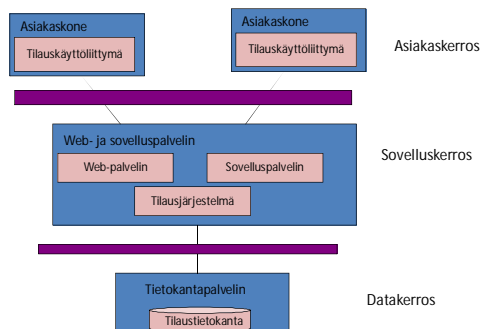 Asiakaskone
Tilauskäyttöliittymä
Asiakaskone
Tilauskäyttöliittymä
Asiakaskerros
Web- ja sovelluspalvelin
Web-palvelin
Sovelluspalvelin
Tilausjärjestelmä
Sovelluskerros
Tietokantapalvelin
Tilaustietokanta
Datakerros